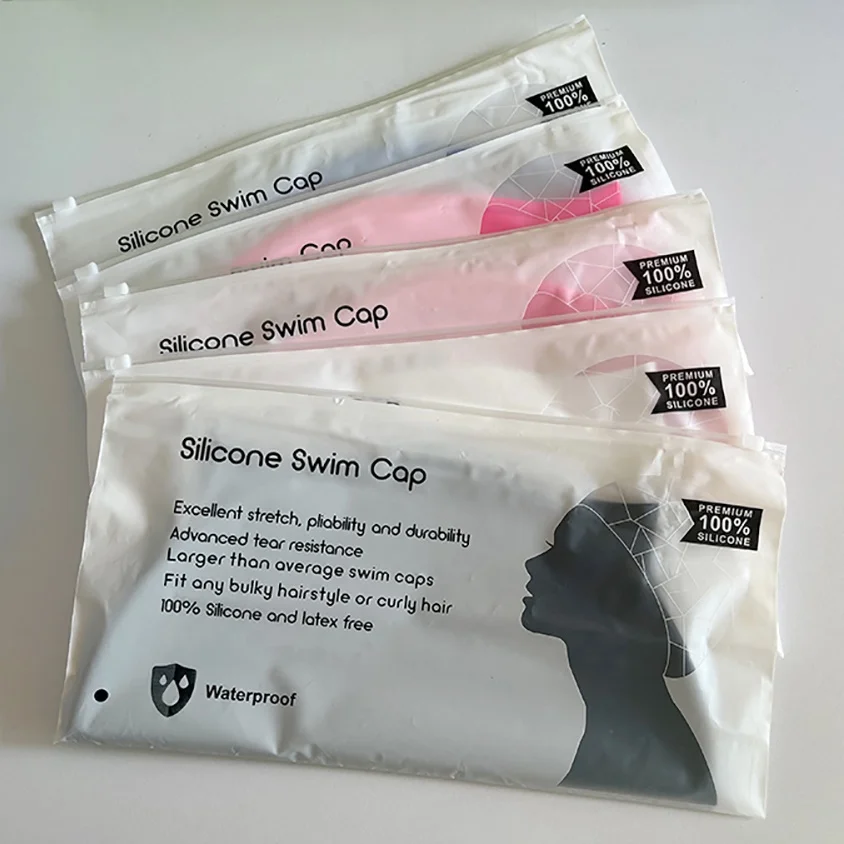 PREMIUM
100%
Silicone Swim Cap
PREMIUM
100%
SILICONE
Swim Cap
PREMIUM
100%
SILICONE
Silicone Swim Cap
PREMIUM
100%
SILICONE
Silicone Swim Cap
PREMIUM
100%
SILICONE
Excellent stretch, pliability and durability
Advanced tear resistance
Larger than average swim caps
Fit any bulky hairstyle or curly hair
100% Silicone and latex free
Waterproof